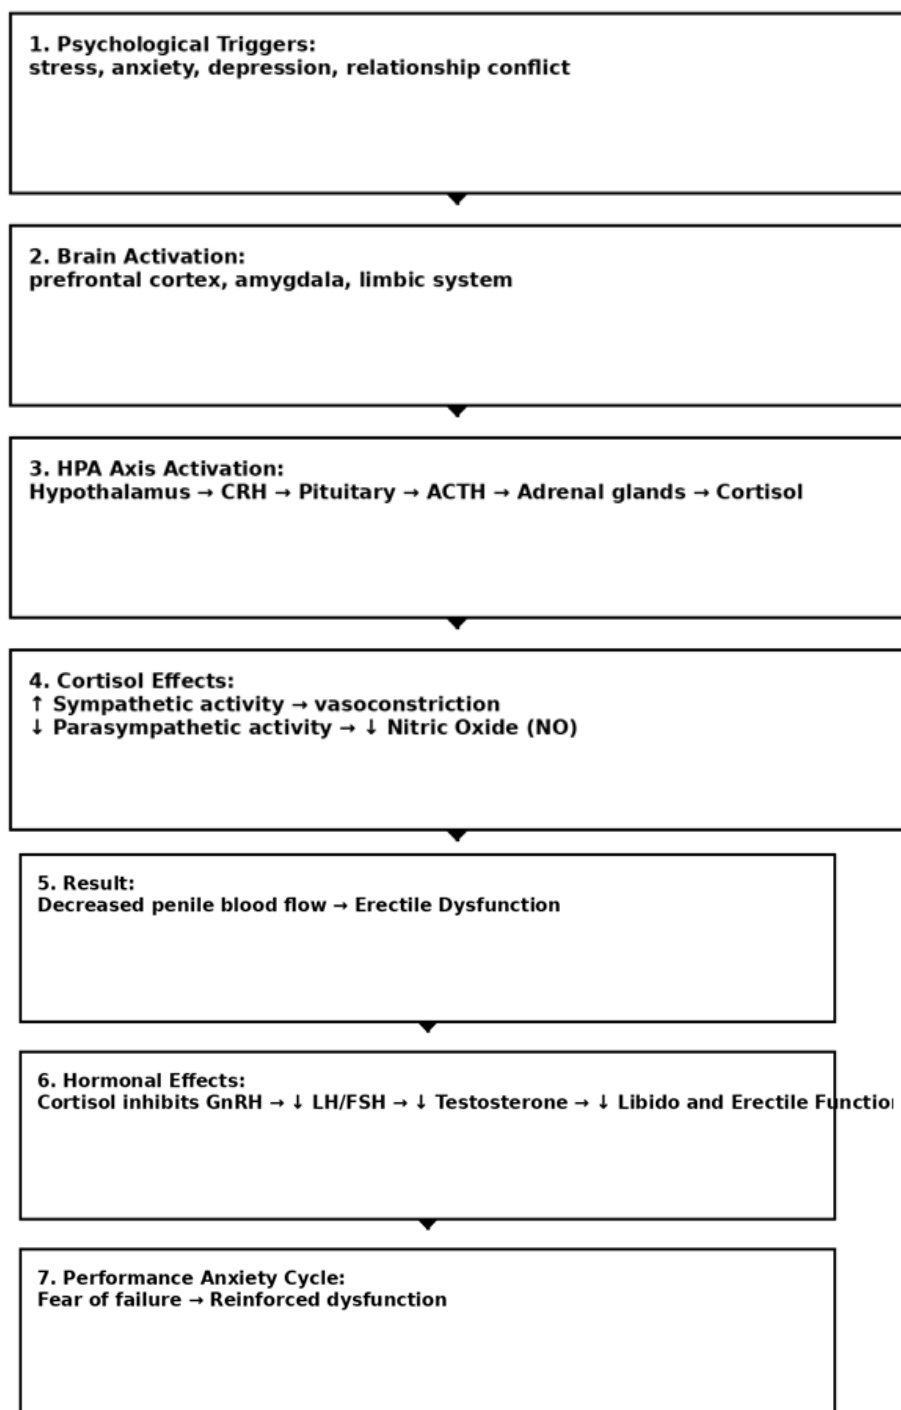 1. Psychological Triggers:
stress, anxiety, depression, relationship conflict
2. Brain Activation:
prefrontal cortex, amygdala, limbic system
3. HPA Axis Activation:
Hypothalamus → CRH → Pituitary → ACTH → Adrenal glands → Cortisol
4. Cortisol Effects:
↑ Sympathetic activity → vasoconstriction
↓ Parasympathetic activity → ↓ Nitric Oxide (NO)
5. Result:
Decreased penile blood flow → Erectile Dysfunction
6. Hormonal Effects:
Cortisol inhibits GnRH → ↓ LH/FSH → ↓ Testosterone → ↓ Libido and Erectile Function
7. Performance Anxiety Cycle:
Fear of failure → Reinforced dysfunction